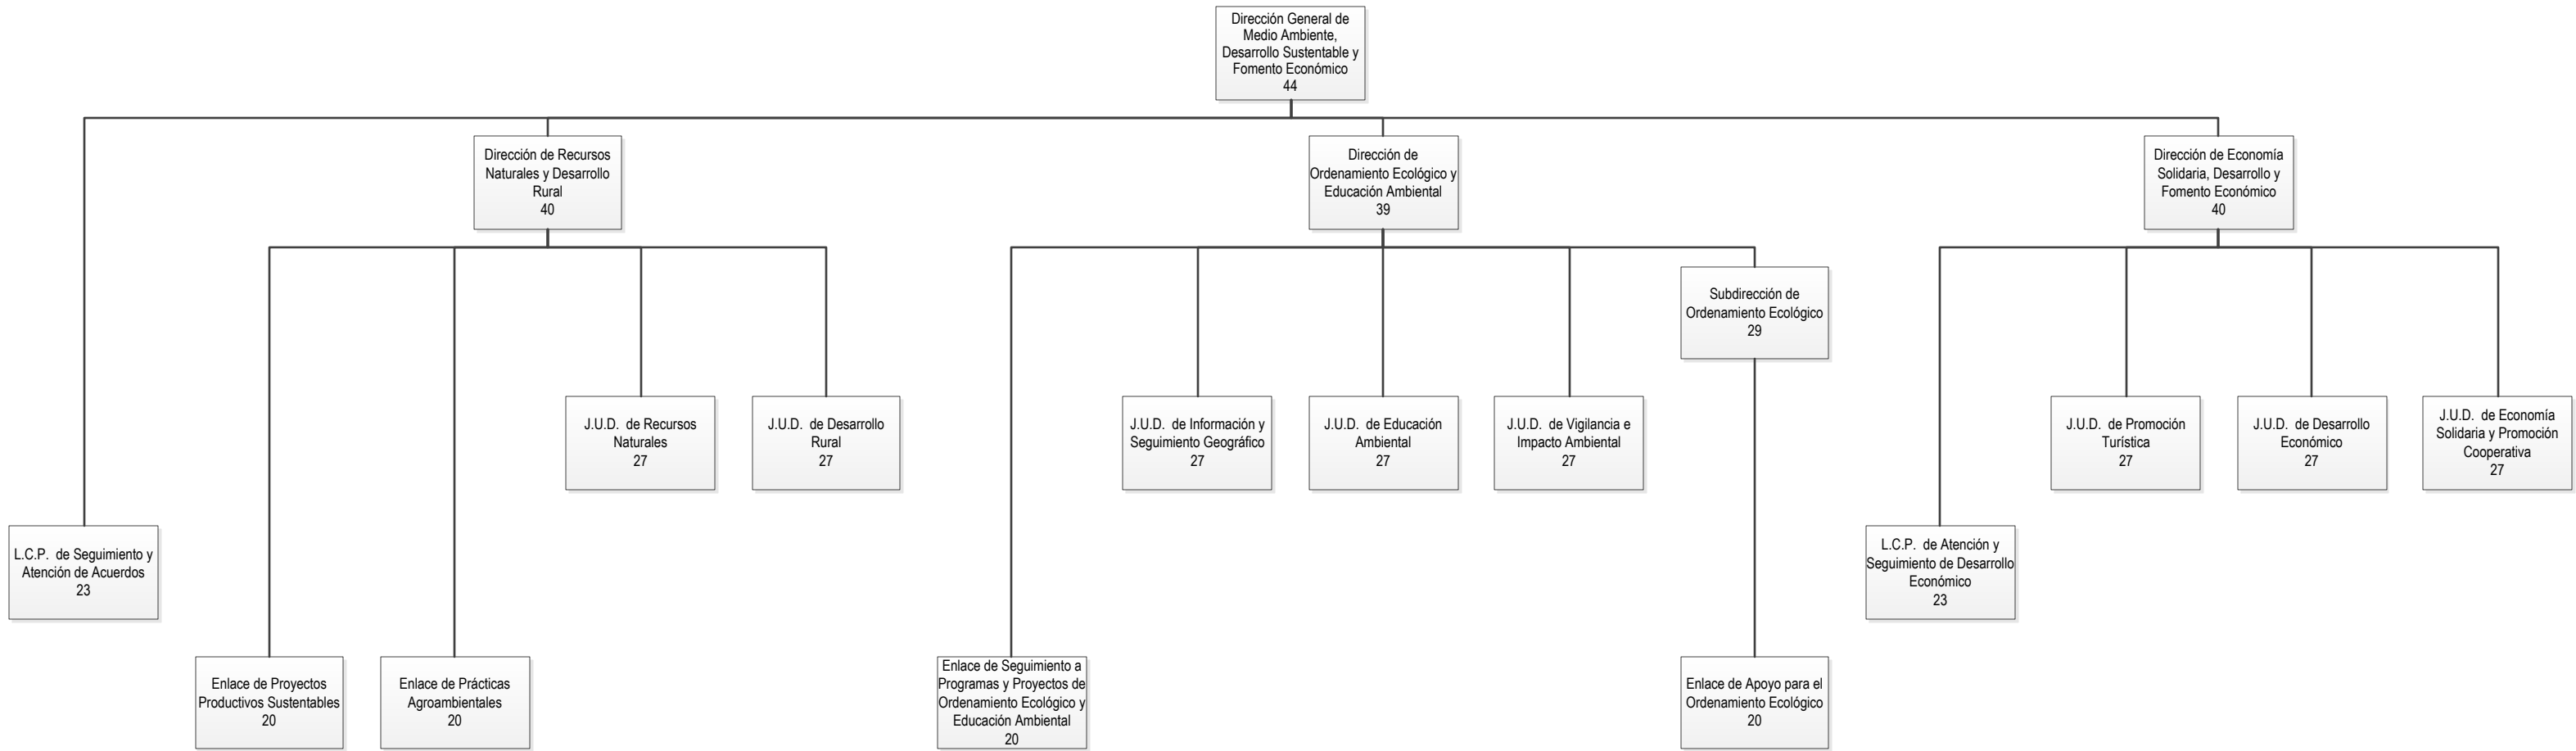 Dirección General de
Medio Ambiente,
Desarrollo Sustentable y
Fomento Económico
44
Dirección de Recursos
Naturales y Desarrollo
Rural
40
Dirección de
Ordenamiento Ecológico y
Educación Ambiental
39
Dirección de Economía
Solidaria, Desarrollo y
Fomento Económico
40
Subdirección de
Ordenamiento Ecológico
29
J.U.D.  de Recursos
Naturales
27
J.U.D.  de Desarrollo
Rural
27
J.U.D.  de Información y
Seguimiento Geográfico
27
J.U.D.  de Educación
Ambiental
27
J.U.D.  de Vigilancia e
Impacto Ambiental
27
J.U.D.  de Promoción
Turística
27
J.U.D.  de Desarrollo
Económico
27
J.U.D.  de Economía
Solidaria y Promoción
Cooperativa
27
L.C.P.  de Seguimiento y
Atención de Acuerdos
23
L.C.P.  de Atención y
Seguimiento de Desarrollo
Económico
23
Enlace de Proyectos
Productivos Sustentables
20
Enlace de Prácticas
Agroambientales
20
Enlace de Seguimiento a
Programas y Proyectos de
Ordenamiento Ecológico y
Educación Ambiental
20
Enlace de Apoyo para el
Ordenamiento Ecológico
20